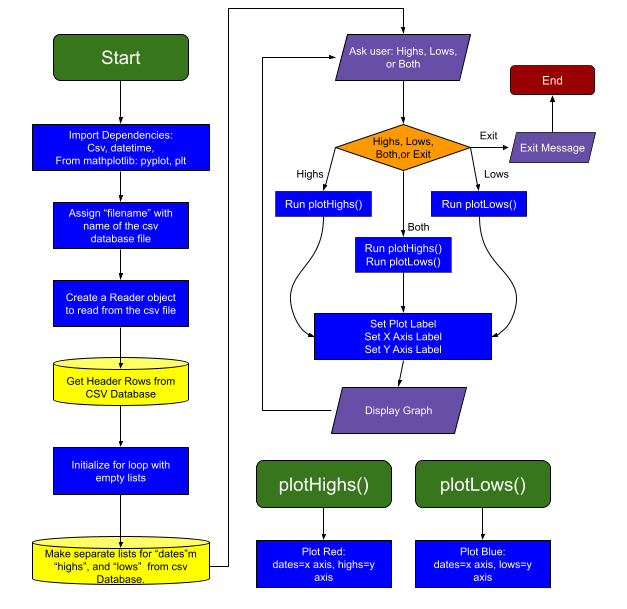 Start
Import Dependencies:
Csv, datetime,
From mathplotlib: pyplot, plt
Assign “filename” with
name of the csv
database file
Create a Reader object
to read from the csv file
Get Header Rows from
CSV Database
Initialize for loop with
empty lists
Make separate lists for “dates”m
“highs”, and “lows” from csv
Database.
Ask user: Highs, Lows,
or Both
Highs, Lows,
Both,or Exit
Exit
Exit Message
End
Highs
Lows
Both
Run plotHighs()
Run plotLows()
Run plotHighs()
Run plotLows()
Set Plot Label
Set X Axis Label
Set Y Axis Label
Display Graph
plotHighs()
Plot Red:
dates=x axis, highs=y
axis
plotLows()
Plot Blue:
dates=x axis, lows=y
axis